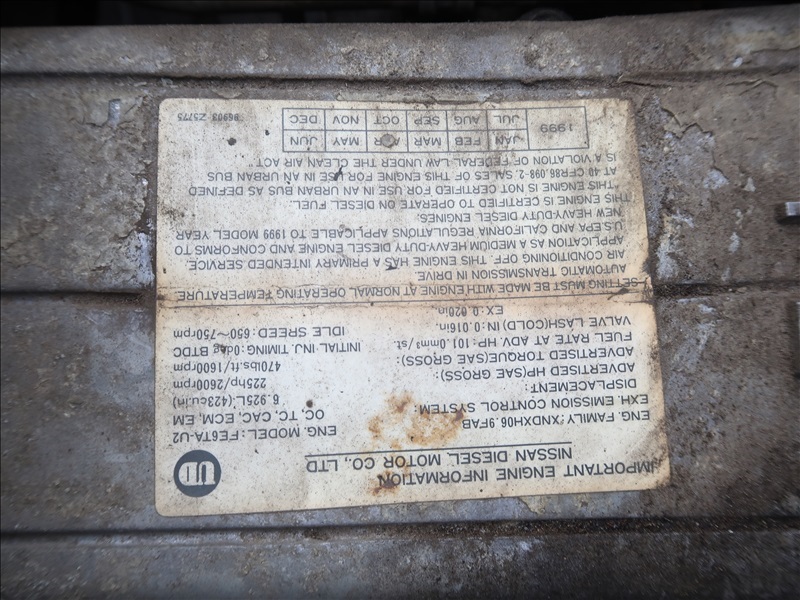 IMPORTANT ENGINE INFORMATION
NISSAN DIESEL MOTOR CO., LTD
UD
ENG. FAMILY: XNDXH06.9FAB ENG. MODEL: FE6TA-U2
EXH. EMISSION CONTROL SYSTEM: OC, TC, CAC, ECM, EM
DISPLACEMENT: 6.925L (423cu.in)
ADVERTISED HP(SAE GROSS): 225hp/2600rpm
ADVERTISED TORQUE(SAE GROSS): 470lbs./ft/1600rpm
FUEL RATE AT ADV HP: 101.0mm³/st. INITIAL INJ. TIMING: 9deg BTDC
VALVE LASH(COLD) IN: 0.016in. IDLE SPEED: 650~750rpm
EX: 0.020in.
SETTING MUST BE MADE WITH ENGINE AT NORMAL OPERATING TEMPERATURE.
AUTOMATIC TRANSMISSION IN DRIVE.
AIR CONDITIONING OFF. THIS ENGINE HAS A PRIMARY INTENDED SERVICE
APPLICATION AS A MEDIUM HEAVY-DUTY DIESEL ENGINE AND CONFORMS TO
U.S EPA AND CALIFORNIA REGULATIONS APPLICABLE TO 1999 MODEL YEAR
NEW HEAVY-DUTY DIESEL ENGINES.
THIS ENGINE IS CERTIFIED TO OPERATE ON DIESEL FUEL.
"THIS ENGINE IS NOT CERTIFIED FOR USE IN AN URBAN BUS AS DEFINED
AT 40 CFR86.098-2. SALES OF THIS ENGINE FOR USE IN AN URBAN BUS
IS A VIOLATION OF FEDERAL LAW UNDER THE CLEAN AIR ACT"
1999 JAN FEB MAR APR MAY JUN
JUL AUG SEP OCT NOV DEC
96903 Z5775